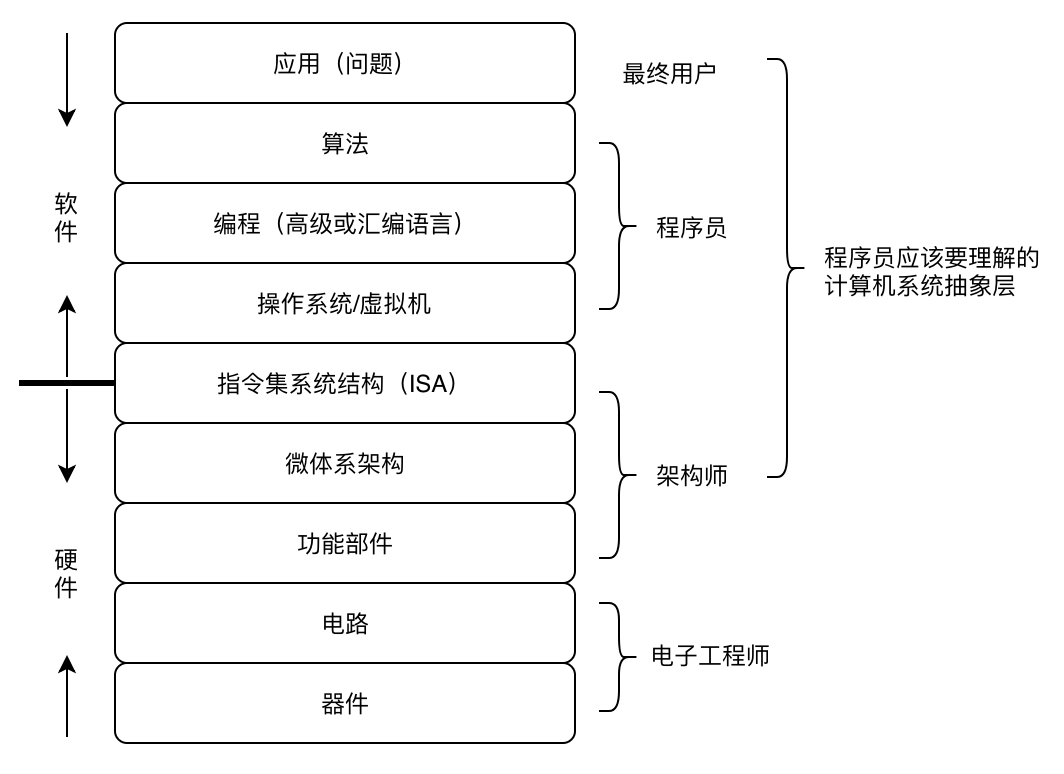 应用（问题）
最终用户
算法
软
件
编程（高级或汇编语言）
程序员
程序员应该要理解的
计算机系统抽象层
操作系统/虚拟机
指令集系统结构（ISA）
微体系架构
架构师
功能部件
硬
件
电路
电子工程师
器件